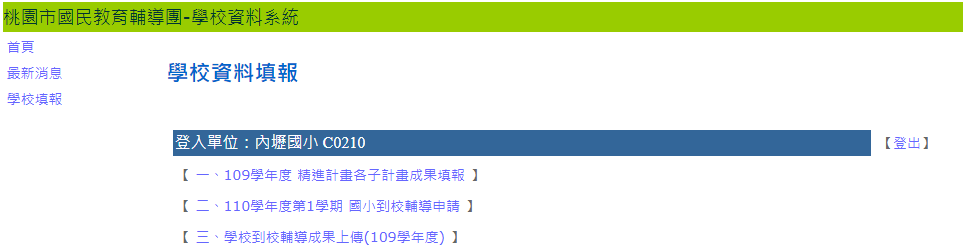 桃園市國民教育輔導團-學校資料系統
首頁
最新消息
學校填報
學校資料填報
登入單位：內壢國小 C0210 【登出】
【 一、109學年度 精進計畫各子計畫成果填報 】
【 二、110學年度第1學期 國小到校輔導申請 】
【 三、學校到校輔導成果上傳(109學年度) 】